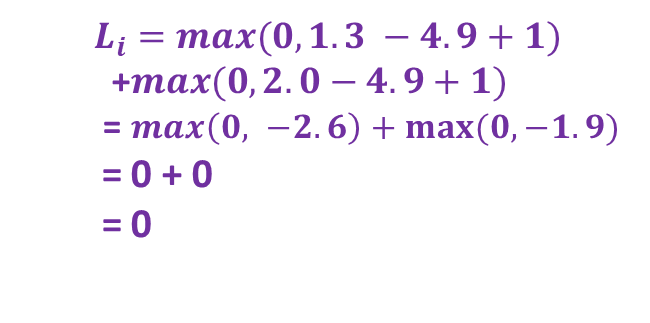 Lᵢ = max(0, 1.3 − 4.9 + 1)
+max(0, 2.0 − 4.9 + 1)
= max(0, −2.6) + max(0, −1.9)
= 0 + 0
= 0